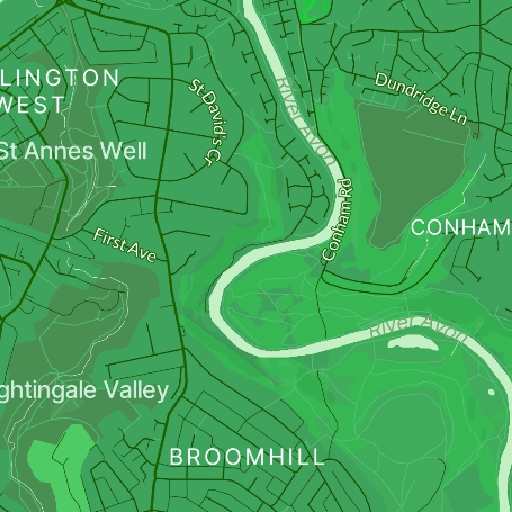 LINGTON
WEST
St Annes Well
St David's Cr
River Avon
Dundridge Ln
Conham Rd
CONHAM
First Ave
River Avon
ghtingale Valley
BROOMHILL